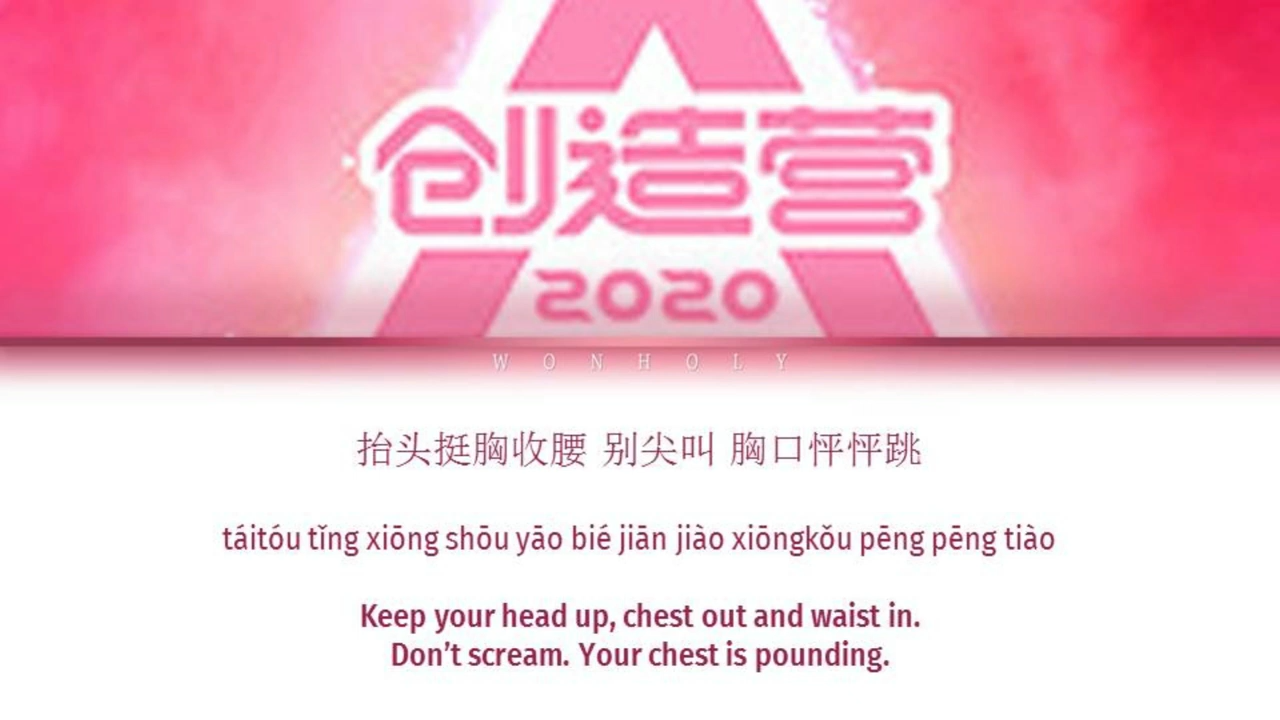 创造营
2020
WONHOLY
抬头挺胸收腰 别尖叫 胸口怦怦跳
táitóu tǐng xiōng shōu yāo bié jiān jiào xiōngkǒu pēng pēng tiào
Keep your head up, chest out and waist in.
Don’t scream. Your chest is pounding.